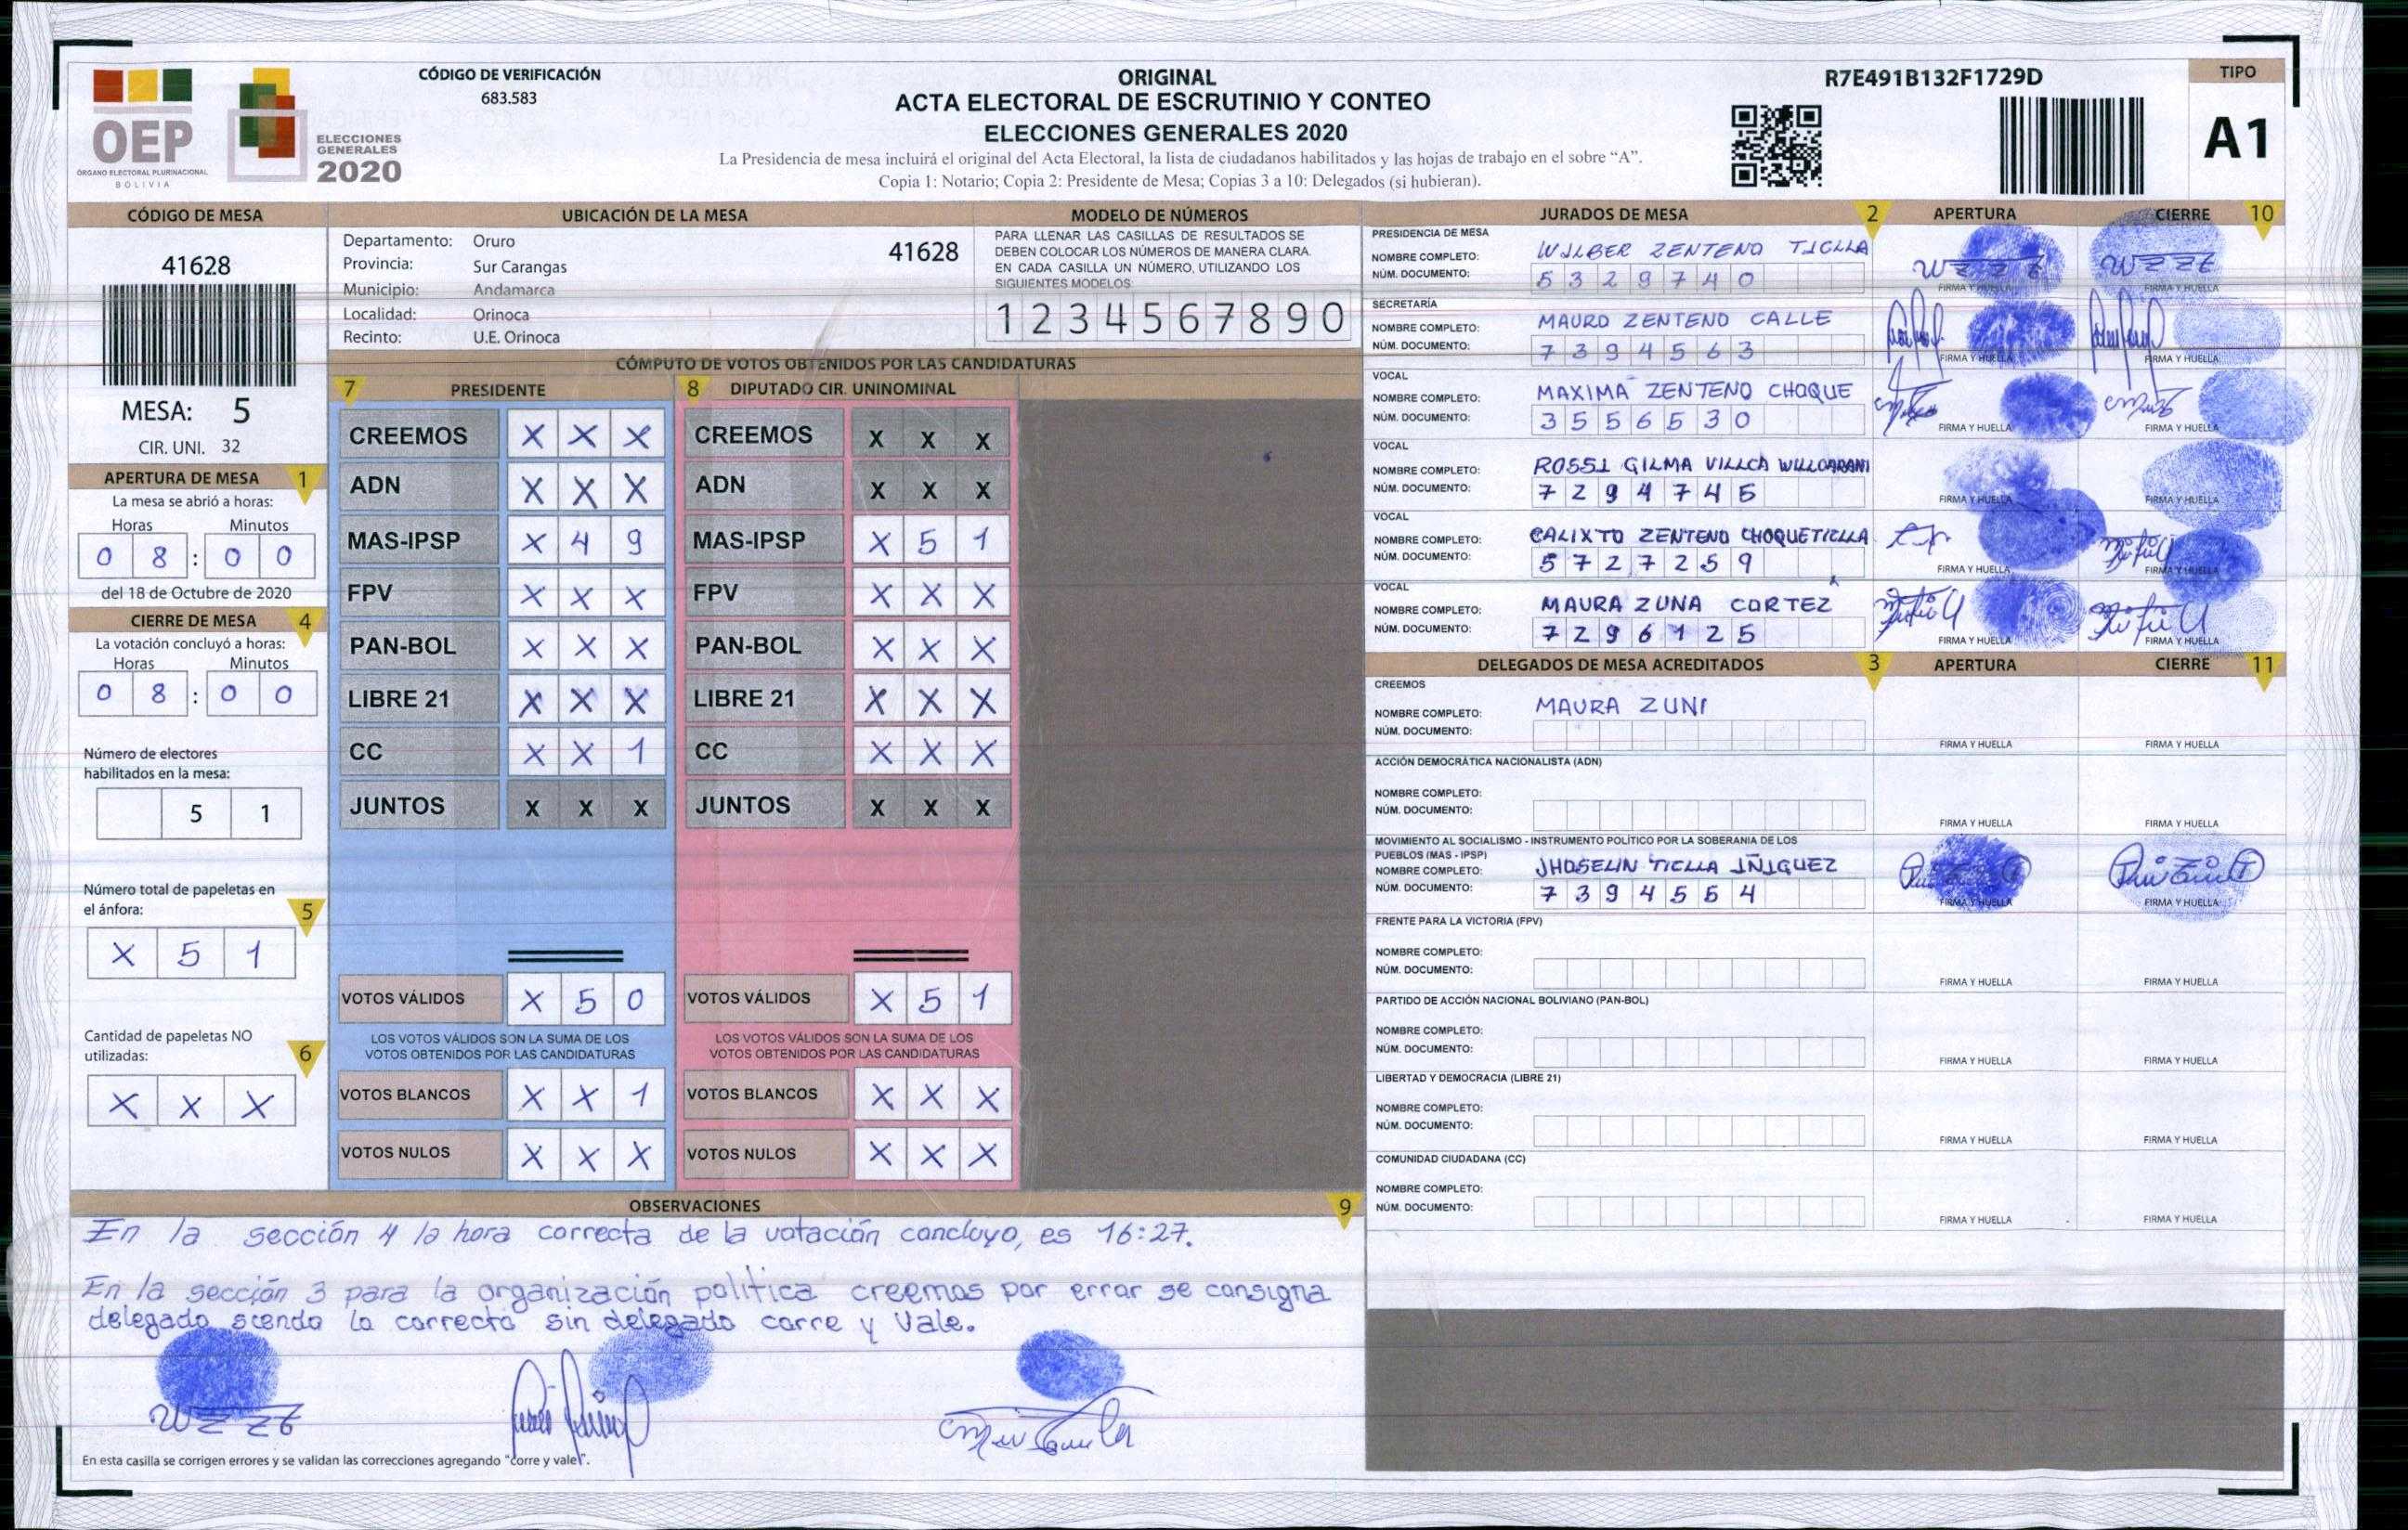 CÓDIGO DE VERIFICACIÓN
683.583
OEP
ÓRGANO ELECTORAL PLURINACIONAL
BOLIVIA
ELECCIONES
GENERALES
2020
ORIGINAL
ACTA ELECTORAL DE ESCRUTINIO Y CONTEO
ELECCIONES GENERALES 2020
La Presidencia de mesa incluirá el original del Acta Electoral, la lista de ciudadanos habilitados y las hojas de trabajo en el sobre “A”.
Copia 1: Notario; Copia 2: Presidente de Mesa; Copias 3 a 10: Delegados (si hubieran).
R7E491B132F1729D
TIPO
A1
CÓDIGO DE MESA
41628
MESA: 5
CIR. UNI. 32
APERTURA DE MESA 1
La mesa se abrió a horas:
Horas Minutos
0 8 : 0 0
del 18 de Octubre de 2020
CIERRE DE MESA 4
La votación concluyó a horas:
Horas Minutos
0 8 : 0 0
Número de electores
habilitados en la mesa:
5 1
Número total de papeletas en
el ánfora: 5
X 5 1
Cantidad de papeletas NO
utilizadas: 6
X X X
UBICACIÓN DE LA MESA
Departamento: Oruro 41628
Provincia: Sur Carangas
Municipio: Andamarca
Localidad: Orinoca
Recinto: U.E. Orinoca
MODELO DE NÚMEROS
PARA LLENAR LAS CASILLAS DE RESULTADOS SE
DEBEN COLOCAR LOS NÚMEROS DE MANERA CLARA.
EN CADA CASILLA UN NÚMERO, UTILIZANDO LOS
SIGUIENTES MODELOS:
1 2 3 4 5 6 7 8 9 0
CÓMPUTO DE VOTOS OBTENIDOS POR LAS CANDIDATURAS
7 PRESIDENTE 8 DIPUTADO CIR. UNINOMINAL
CREEMOS X X X CREEMOS X X X
ADN X X X ADN X X X
MAS-IPSP X 4 9 MAS-IPSP X 5 1
FPV X X X FPV X X X
PAN-BOL X X X PAN-BOL X X X
LIBRE 21 X X X LIBRE 21 X X X
CC X X 1 CC X X X
JUNTOS X X X JUNTOS X X X
VOTOS VÁLIDOS X 5 0 VOTOS VÁLIDOS X 5 1
LOS VOTOS VÁLIDOS SON LA SUMA DE LOS LOS VOTOS VÁLIDOS SON LA SUMA DE LOS
VOTOS OBTENIDOS POR LAS CANDIDATURAS VOTOS OBTENIDOS POR LAS CANDIDATURAS
VOTOS BLANCOS X X 1 VOTOS BLANCOS X X X
VOTOS NULOS X X X VOTOS NULOS X X X
OBSERVACIONES 9
En la sección 4 la hora correcta de la votación concluyo, es 16:27.
En la sección 3 para la organización politica creemos por error se consigna
delegado siendo lo correcto sin delegado corre y Vale.
En esta casilla se corrigen errores y se validan las correcciones agregando "corre y vale".
JURADOS DE MESA 2 APERTURA CIERRE 10
PRESIDENCIA DE MESA
NOMBRE COMPLETO: WILBER ZENTENO TICLLA
NÚM. DOCUMENTO: 5 3 2 9 7 4 0
FIRMA Y HUELLA FIRMA Y HUELLA
SECRETARÍA
NOMBRE COMPLETO: MAURO ZENTENO CALLE
NÚM. DOCUMENTO: 7 3 9 4 5 6 3
FIRMA Y HUELLA FIRMA Y HUELLA
VOCAL
NOMBRE COMPLETO: MAXIMA ZENTENO CHOQUE
NÚM. DOCUMENTO: 3 5 5 6 5 3 0
FIRMA Y HUELLA FIRMA Y HUELLA
VOCAL
NOMBRE COMPLETO: ROSSI GILMA VILLCA
NÚM. DOCUMENTO: 7 2 9 4 7 4 5
FIRMA Y HUELLA FIRMA Y HUELLA
VOCAL
NOMBRE COMPLETO: CALIXTO ZENTENO CHOQUETICLLA
NÚM. DOCUMENTO: 5 7 2 7 2 5 9
FIRMA Y HUELLA FIRMA Y HUELLA
VOCAL
NOMBRE COMPLETO: MAURA ZUNA CORTEZ
NÚM. DOCUMENTO: 7 2 9 6 1 2 5
FIRMA Y HUELLA FIRMA Y HUELLA
DELEGADOS DE MESA ACREDITADOS 3 APERTURA CIERRE 11
CREEMOS
NOMBRE COMPLETO: MAURA ZUNI
NÚM. DOCUMENTO:
FIRMA Y HUELLA FIRMA Y HUELLA
ACCIÓN DEMOCRÁTICA NACIONALISTA (ADN)
NOMBRE COMPLETO:
NÚM. DOCUMENTO:
FIRMA Y HUELLA FIRMA Y HUELLA
MOVIMIENTO AL SOCIALISMO - INSTRUMENTO POLÍTICO POR LA SOBERANIA DE LOS
PUEBLOS (MAS - IPSP)
NOMBRE COMPLETO: JHOSELIN TICLLA IÑIGUEZ
NÚM. DOCUMENTO: 7 3 9 4 5 5 4
FIRMA Y HUELLA FIRMA Y HUELLA
FRENTE PARA LA VICTORIA (FPV)
NOMBRE COMPLETO:
NÚM. DOCUMENTO:
FIRMA Y HUELLA FIRMA Y HUELLA
PARTIDO DE ACCIÓN NACIONAL BOLIVIANO (PAN-BOL)
NOMBRE COMPLETO:
NÚM. DOCUMENTO:
FIRMA Y HUELLA FIRMA Y HUELLA
LIBERTAD Y DEMOCRACIA (LIBRE 21)
NOMBRE COMPLETO:
NÚM. DOCUMENTO:
FIRMA Y HUELLA FIRMA Y HUELLA
COMUNIDAD CIUDADANA (CC)
NOMBRE COMPLETO:
NÚM. DOCUMENTO:
FIRMA Y HUELLA FIRMA Y HUELLA